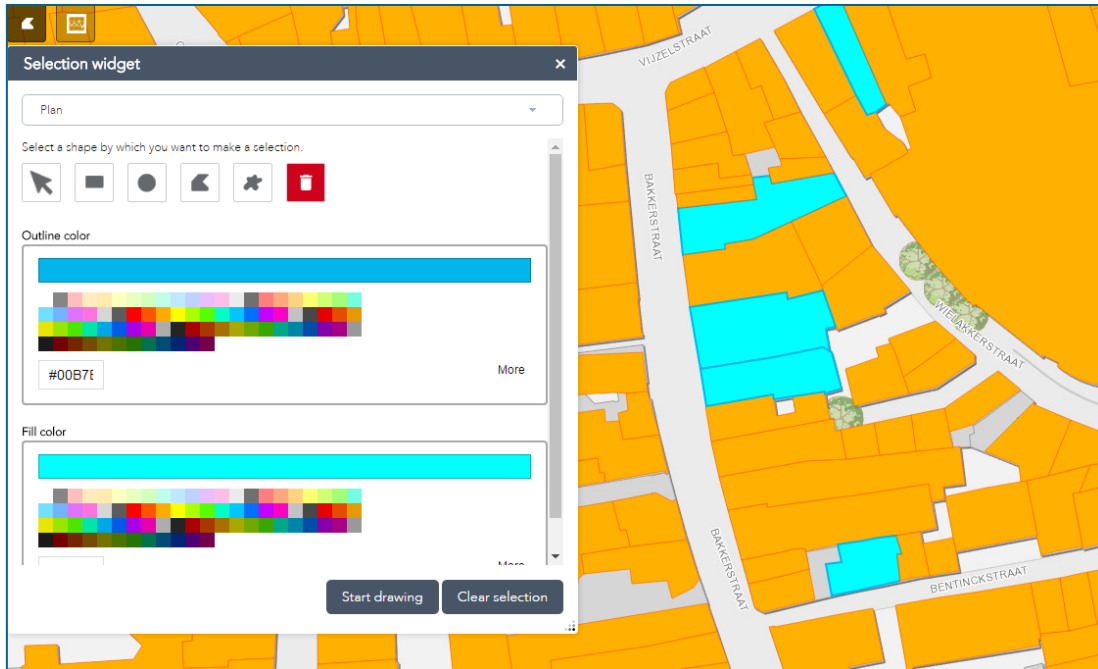 Selection widget
Plan
Select a shape by which you want to make a selection.
Outline color
#00B7E
More
Fill color
More
Start drawing
Clear selection
VIJZELSTRAAT
BAKKERSTRAAT
WIELAKKERSTRAAT
BAKKERSTRAAT
BENTINCKSTRAAT